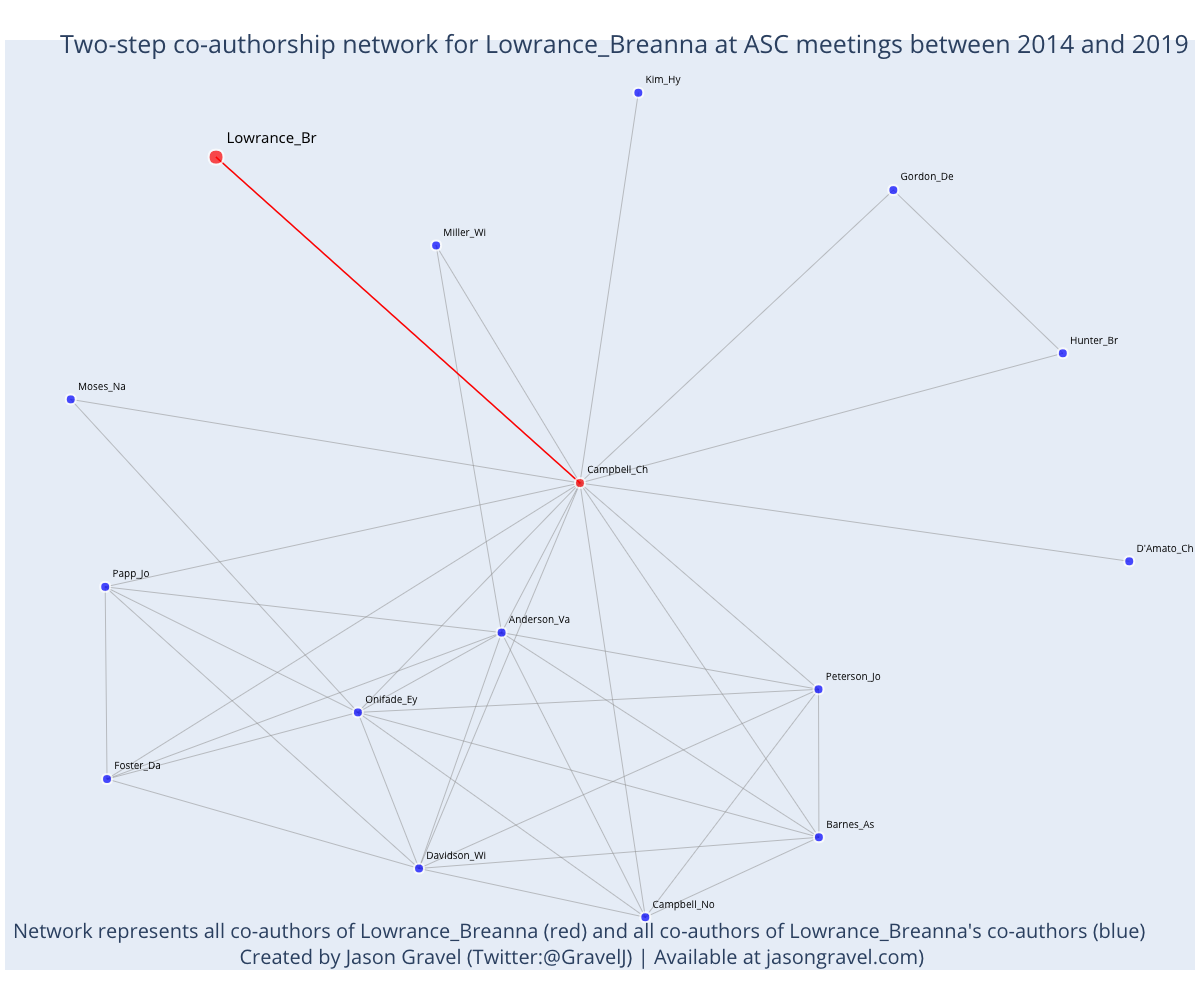 Two-step co-authorship network for Lowrance_Breanna at ASC meetings between 2014 and 2019
Kim_Hy
Lowrance_Br
Gordon_De
Miller_Wi
Hunter_Br
Moses_Na
Campbell_Ch
D'Amato_Ch
Papp_Jo
Anderson_Va
Peterson_Jo
Onifade_Ey
Foster_Da
Barnes_As
Davidson_Wi
Campbell_No
Network represents all co-authors of Lowrance_Breanna (red) and all co-authors of Lowrance_Breanna's co-authors (blue)
Created by Jason Gravel (Twitter:@GravelJ) | Available at jasongravel.com)